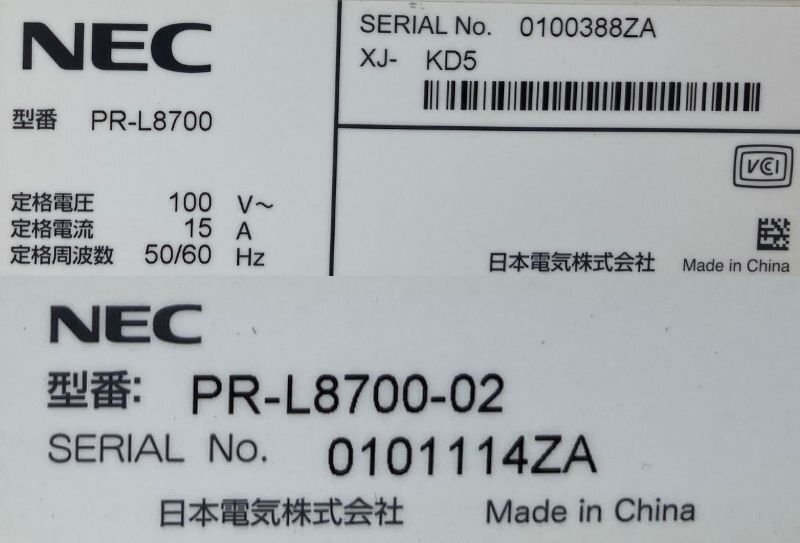 NEC
型番 PR-L8700
定格電圧 100 V～
定格電流 15 A
定格周波数 50/60 Hz
SERIAL No. 0100388ZA
XJ- KD5
VCI
日本電気株式会社 Made in China
NEC
型番: PR-L8700-02
SERIAL No. 0101114ZA
日本電気株式会社 Made in China